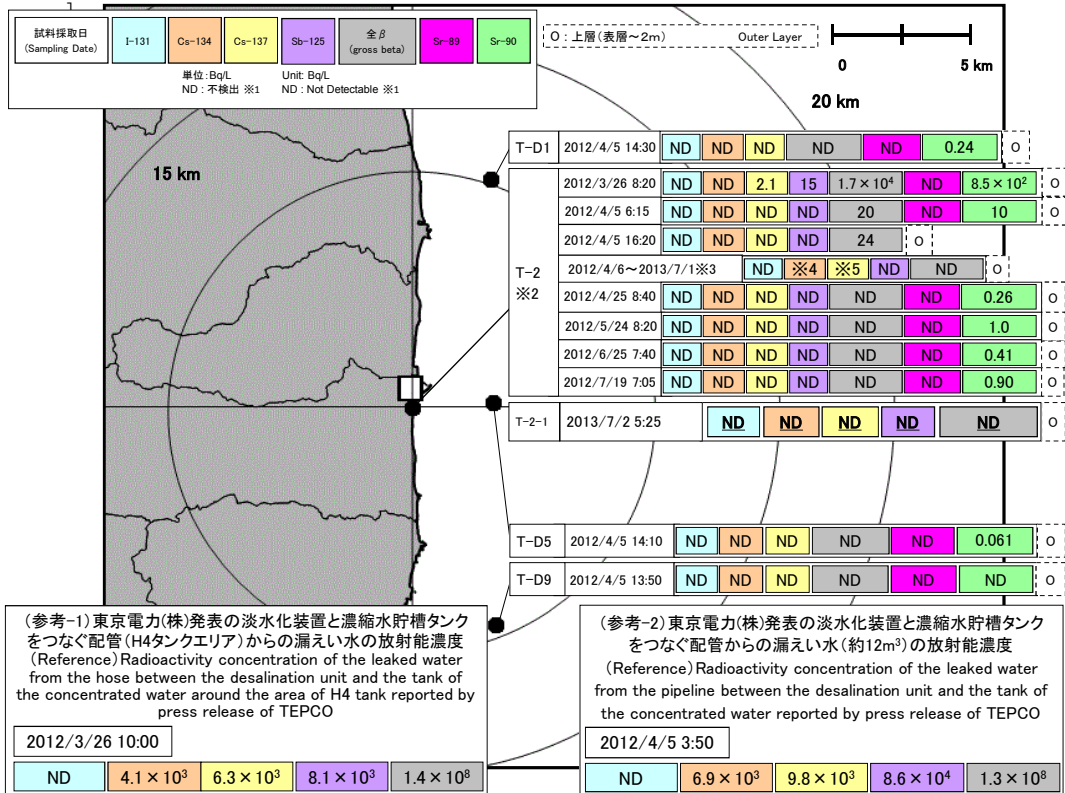 試料採取日
(Sampling Date)
I-131
Cs-134
Cs-137
Sb-125
全β
(gross beta)
Sr-89
Sr-90
単位:Bq/L
Unit: Bq/L
ND : 不検出 ※1
ND : Not Detectable ※1
O : 上層(表層~2m)
Outer Layer
0
5 km
20 km
15 km
T-D1 2012/4/5 14:30 ND ND ND ND ND 0.24 O
T-2
※2
2012/3/26 8:20 ND ND 2.1 15 1.7×10⁴ ND 8.5×10² O
2012/4/5 6:15 ND ND ND ND 20 ND 10 O
2012/4/5 16:20 ND ND ND ND 24 O
2012/4/6~2013/7/1※3 ND ※4 ※5 ND ND O
2012/4/25 8:40 ND ND ND ND ND ND 0.26 O
2012/5/24 8:20 ND ND ND ND ND ND 1.0 O
2012/6/25 7:40 ND ND ND ND ND ND 0.41 O
2012/7/19 7:05 ND ND ND ND ND ND 0.90 O
T-2-1 2013/7/2 5:25 ND ND ND ND ND O
T-D5 2012/4/5 14:10 ND ND ND ND ND 0.061 O
T-D9 2012/4/5 13:50 ND ND ND ND ND ND O
(参考-1)東京電力(株)発表の淡水化装置と濃縮水貯槽タンク
をつなぐ配管(H4タンクエリア)からの漏えい水の放射能濃度
(Reference) Radioactivity concentration of the leaked water
from the hose between the desalination unit and the tank of
the concentrated water around the area of H4 tank reported by
press release of TEPCO
2012/3/26 10:00
ND 4.1×10³ 6.3×10³ 8.1×10³ 1.4×10⁸
(参考-2)東京電力(株)発表の淡水化装置と濃縮水貯槽タンク
をつなぐ配管からの漏えい水(約12m³)の放射能濃度
(Reference) Radioactivity concentration of the leaked water
from the pipeline between the desalination unit and the tank of
the concentrated water reported by press release of TEPCO
2012/4/5 3:50
ND 6.9×10³ 9.8×10³ 8.6×10⁴ 1.3×10⁸